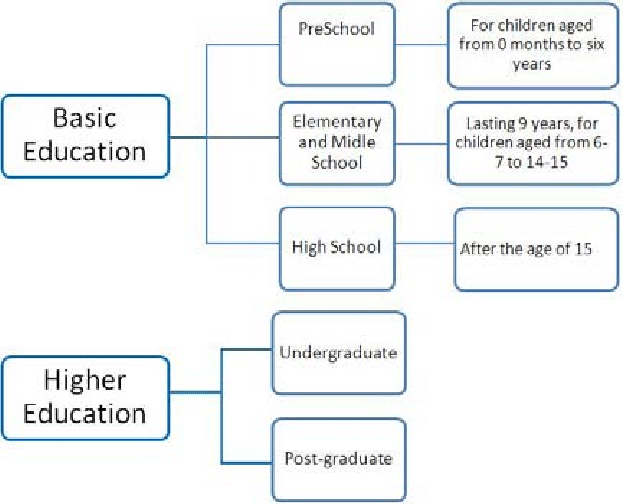 PreSchool
For children aged
from 0 months to six
years
Basic
Education
Elementary
and Midle
School
Lasting 9 years, for
children aged from 6-
7 to 14-15
High School
After the age of 15
Higher
Education
Undergraduate
Post-graduate